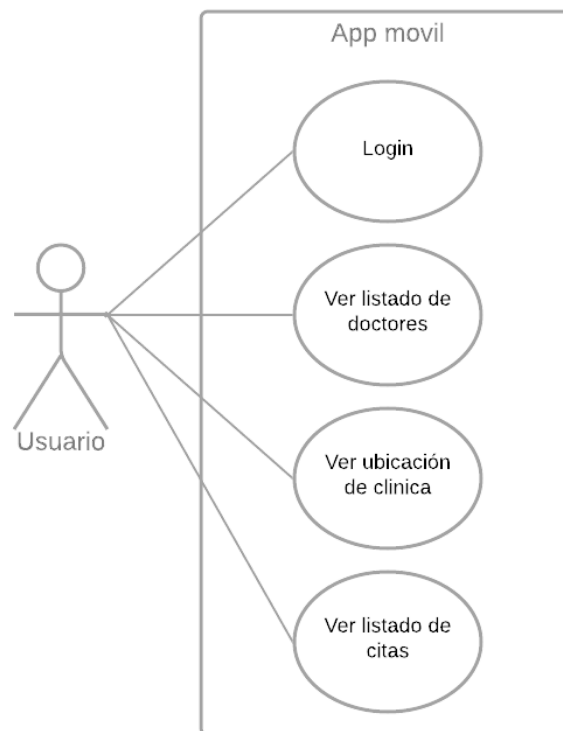 App movil
Login
Ver listado de
doctores
Ver ubicación
de clinica
Ver listado de
citas
Usuario